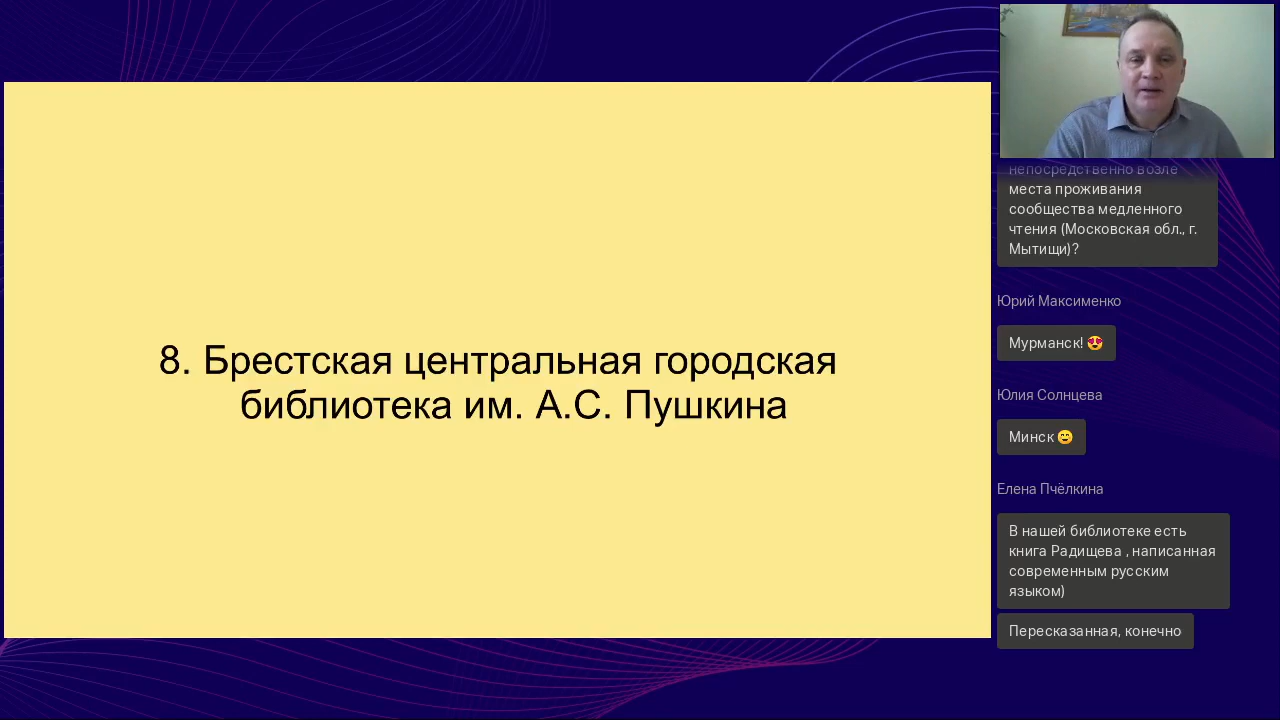 8. Брестская центральная городская
библиотека им. А.С. Пушкина
непосредственно возле
места проживания
сообщества медленного
чтения (Московская обл., г.
Мытищи)?
Юрий Максименко
Мурманск! 😍
Юлия Солнцева
Минск 😊
Елена Пчёлкина
В нашей библиотеке есть
книга Радищева , написанная
современным русским
языком)
Пересказанная, конечно